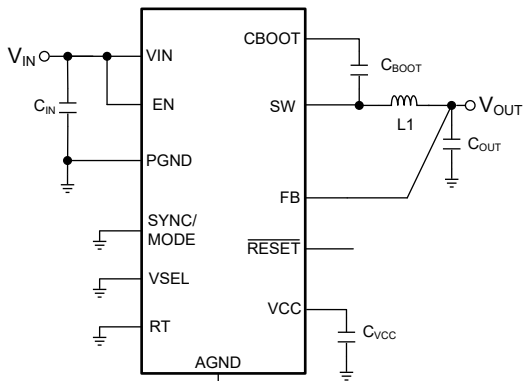 CBOOT
VIN
VIN
CBOOT
CIN
EN
SW
VOUT
L1
COUT
PGND
FB
SYNC/
MODE
RESET
VSEL
VCC
RT
CVCC
AGND